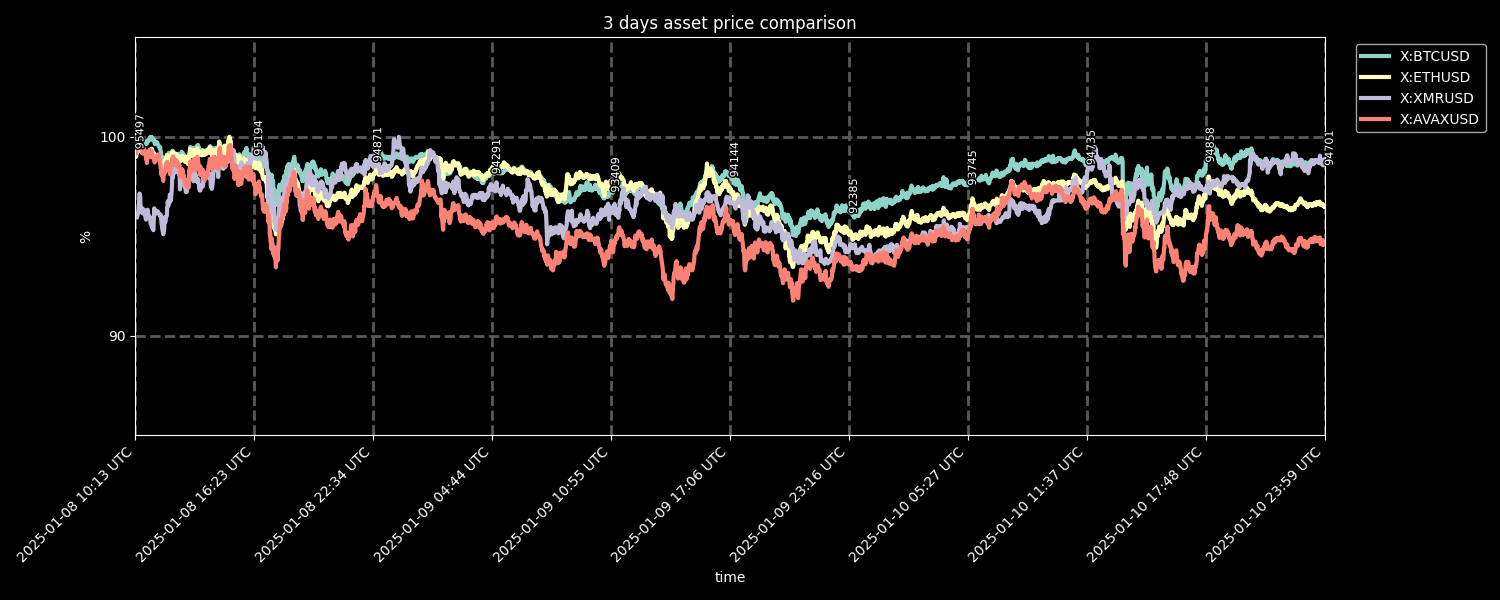 3 days asset price comparison
X:BTCUSD
X:ETHUSD
X:XMRUSD
X:AVAXUSD
100
90
%
95497
95194
94871
94291
93409
94144
92385
93745
94735
94858
94701
2025-01-08 10:13 UTC
2025-01-08 16:23 UTC
2025-01-08 22:34 UTC
2025-01-09 04:44 UTC
2025-01-09 10:55 UTC
2025-01-09 17:06 UTC
2025-01-09 23:16 UTC
2025-01-10 05:27 UTC
2025-01-10 11:37 UTC
2025-01-10 17:48 UTC
2025-01-10 23:59 UTC
time